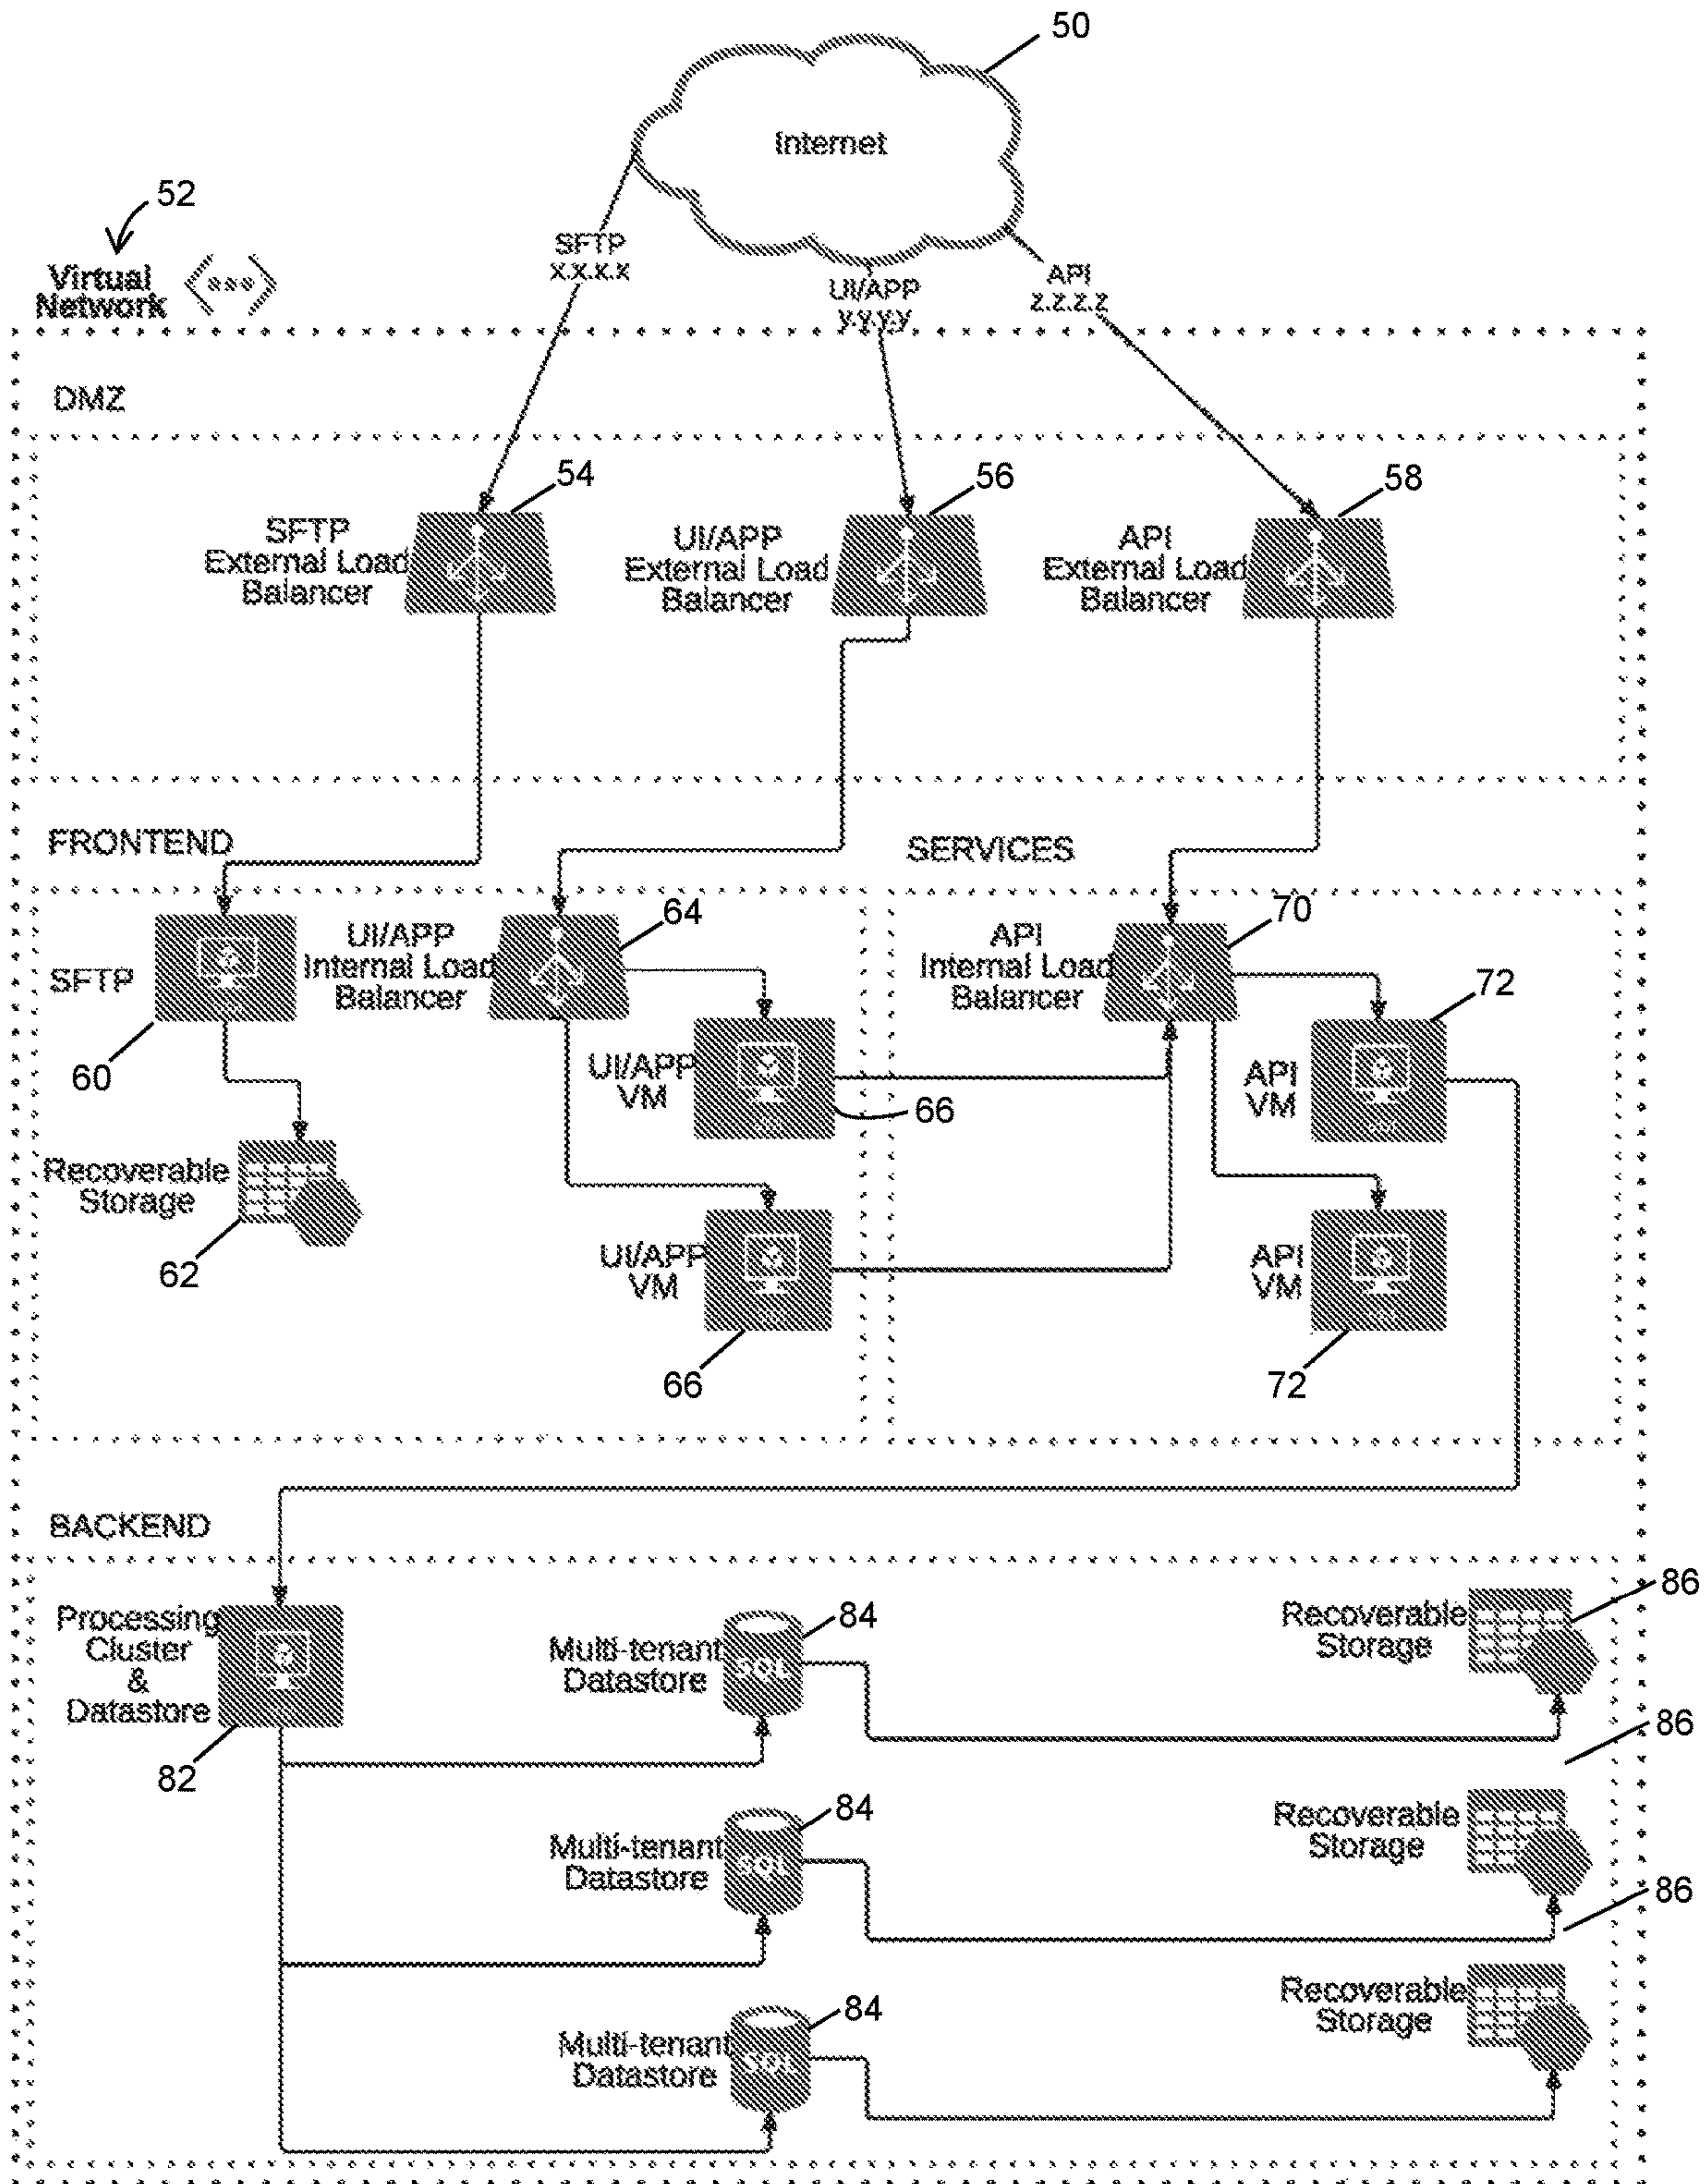 50
Internet
52
Virtual
Network
SFTP
x.x.x.x
UI/APP
y.y.y.y
API
z.z.z.z
DMZ
54
SFTP
External Load
Balancer
56
UI/APP
External Load
Balancer
58
API
External Load
Balancer
FRONTEND
SERVICES
SFTP
60
UI/APP
Internal Load
Balancer
64
UI/APP
VM
66
Recoverable
Storage
62
UI/APP
VM
66
API
Internal Load
Balancer
70
72
API
VM
API
VM
72
BACKEND
Processing
Cluster
&
Datastore
82
Multi-tenant
Datastore
SQL
84
Recoverable
Storage
86
86
Multi-tenant
Datastore
SQL
84
Recoverable
Storage
86
Multi-tenant
Datastore
SQL
84
Recoverable
Storage